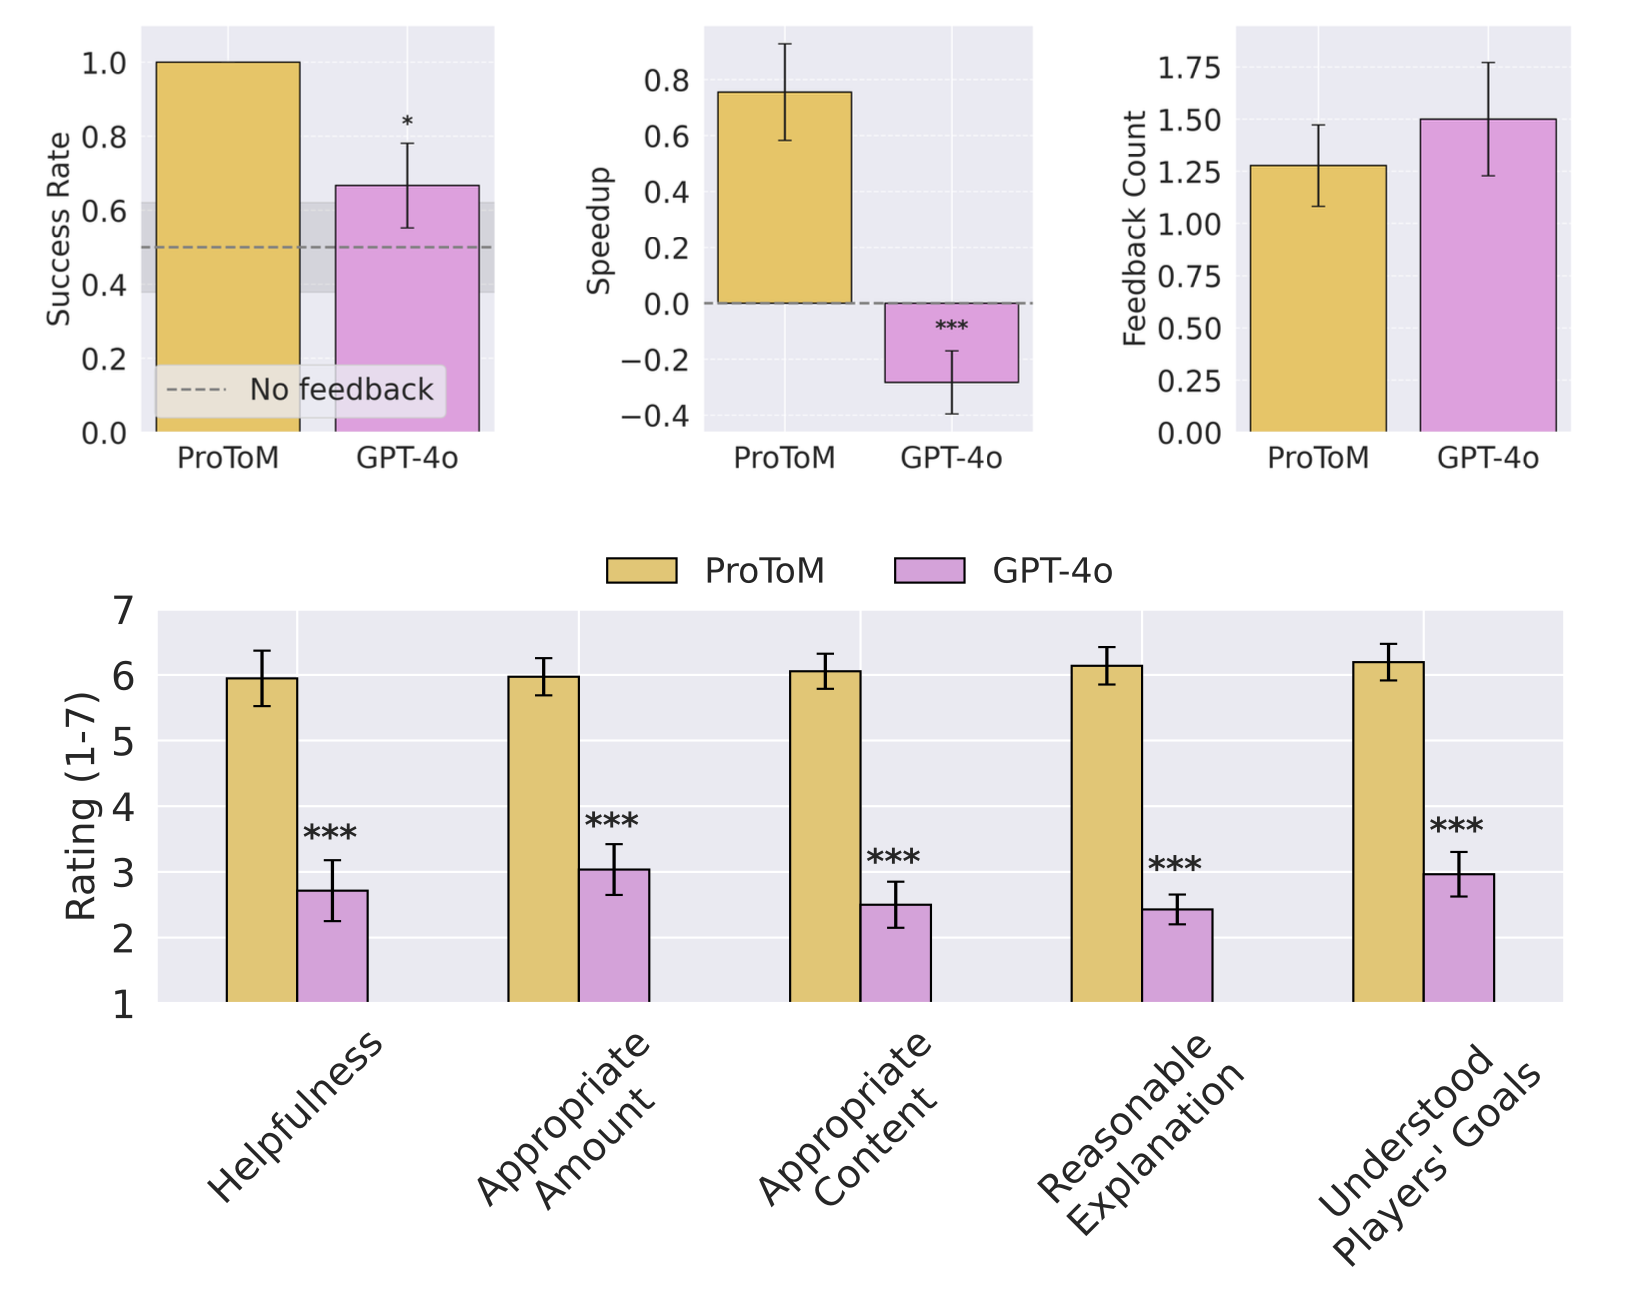 Success Rate
1.0
0.8
0.6
0.4
0.2
0.0
*
No feedback
ProToM
GPT-4o
Speedup
0.8
0.6
0.4
0.2
0.0
−0.2
−0.4
***
ProToM
GPT-4o
Feedback Count
1.75
1.50
1.25
1.00
0.75
0.50
0.25
0.00
ProToM
GPT-4o
ProToM
GPT-4o
Rating (1-7)
7
6
5
4
3
2
1
***
***
***
***
***
Helpfulness
Appropriate
Amount
Appropriate
Content
Reasonable
Explanation
Understood
Players' Goals